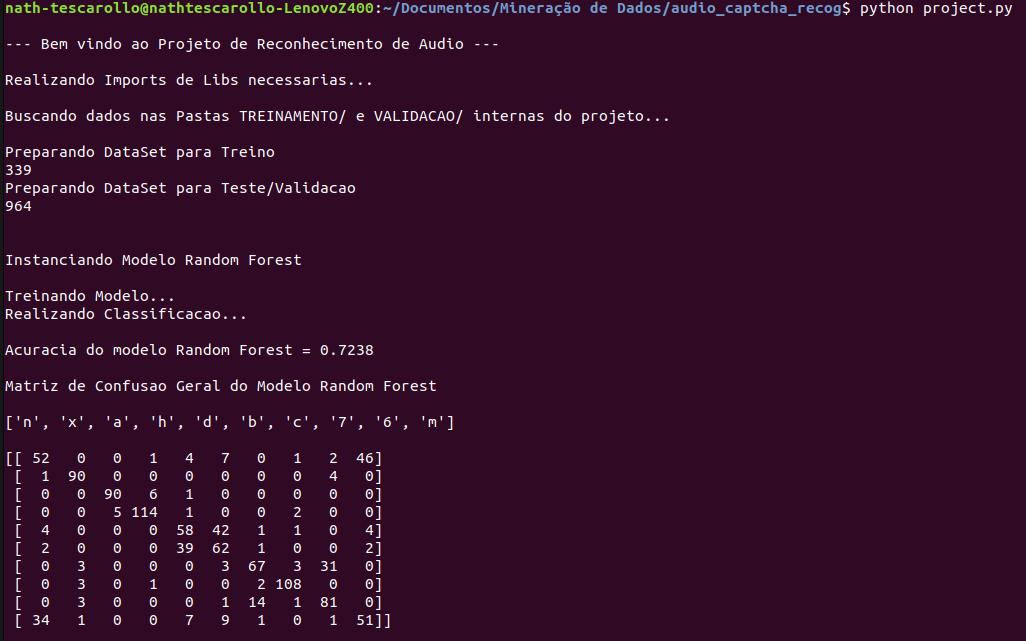 nath-tescarollo@nathtescarollo-LenovoZ400:~/Documentos/Mineração de Dados/audio_captcha_recog$ python project.py
--- Bem vindo ao Projeto de Reconhecimento de Audio ---
Realizando Imports de Libs necessarias...
Buscando dados nas Pastas TREINAMENTO/ e VALIDACAO/ internas do projeto...
Preparando DataSet para Treino
339
Preparando DataSet para Teste/Validacao
964
Instanciando Modelo Random Forest
Treinando Modelo...
Realizando Classificacao...
Acuracia do modelo Random Forest = 0.7238
Matriz de Confusao Geral do Modelo Random Forest
['n', 'x', 'a', 'h', 'd', 'b', 'c', '7', '6', 'm']
[[ 52   0   0   1   4   7   0   1   2  46]
 [  1  90   0   0   0   0   0   0   4   0]
 [  0   0  90   6   1   0   0   0   0   0]
 [  0   0   5 114   1   0   0   2   0   0]
 [  4   0   0   0  58  42   1   1   0   4]
 [  2   0   0   0  39  62   1   0   0   2]
 [  0   3   0   0   0   3  67   3  31   0]
 [  0   3   0   1   0   0   2 108   0   0]
 [  0   3   0   0   0   1  14   1  81   0]
 [ 34   1   0   0   7   9   1   0   1  51]]